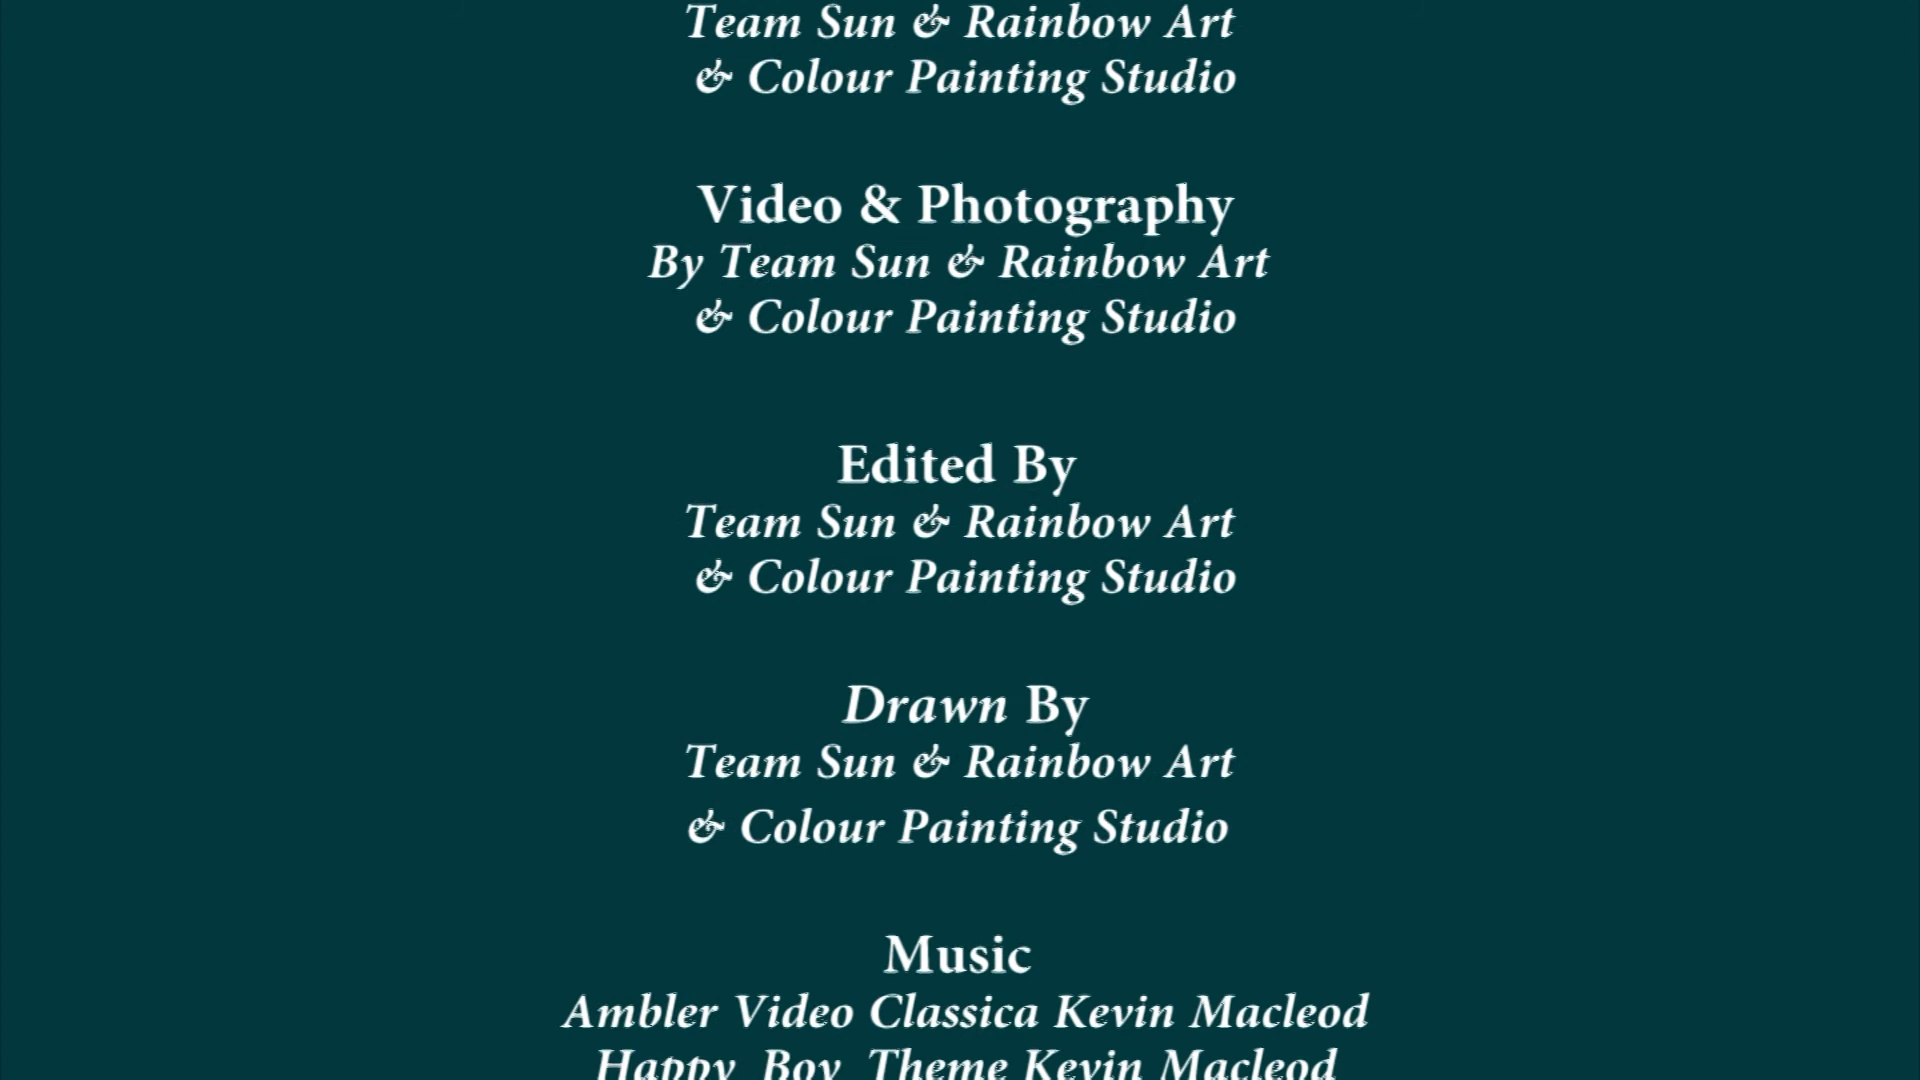 Team Sun & Rainbow Art
& Colour Painting Studio
Video & Photography
By Team Sun & Rainbow Art
& Colour Painting Studio
Edited By
Team Sun & Rainbow Art
& Colour Painting Studio
Drawn By
Team Sun & Rainbow Art
& Colour Painting Studio
Music
Ambler Video Classica Kevin Macleod
Happy Boy Theme Kevin Macleod